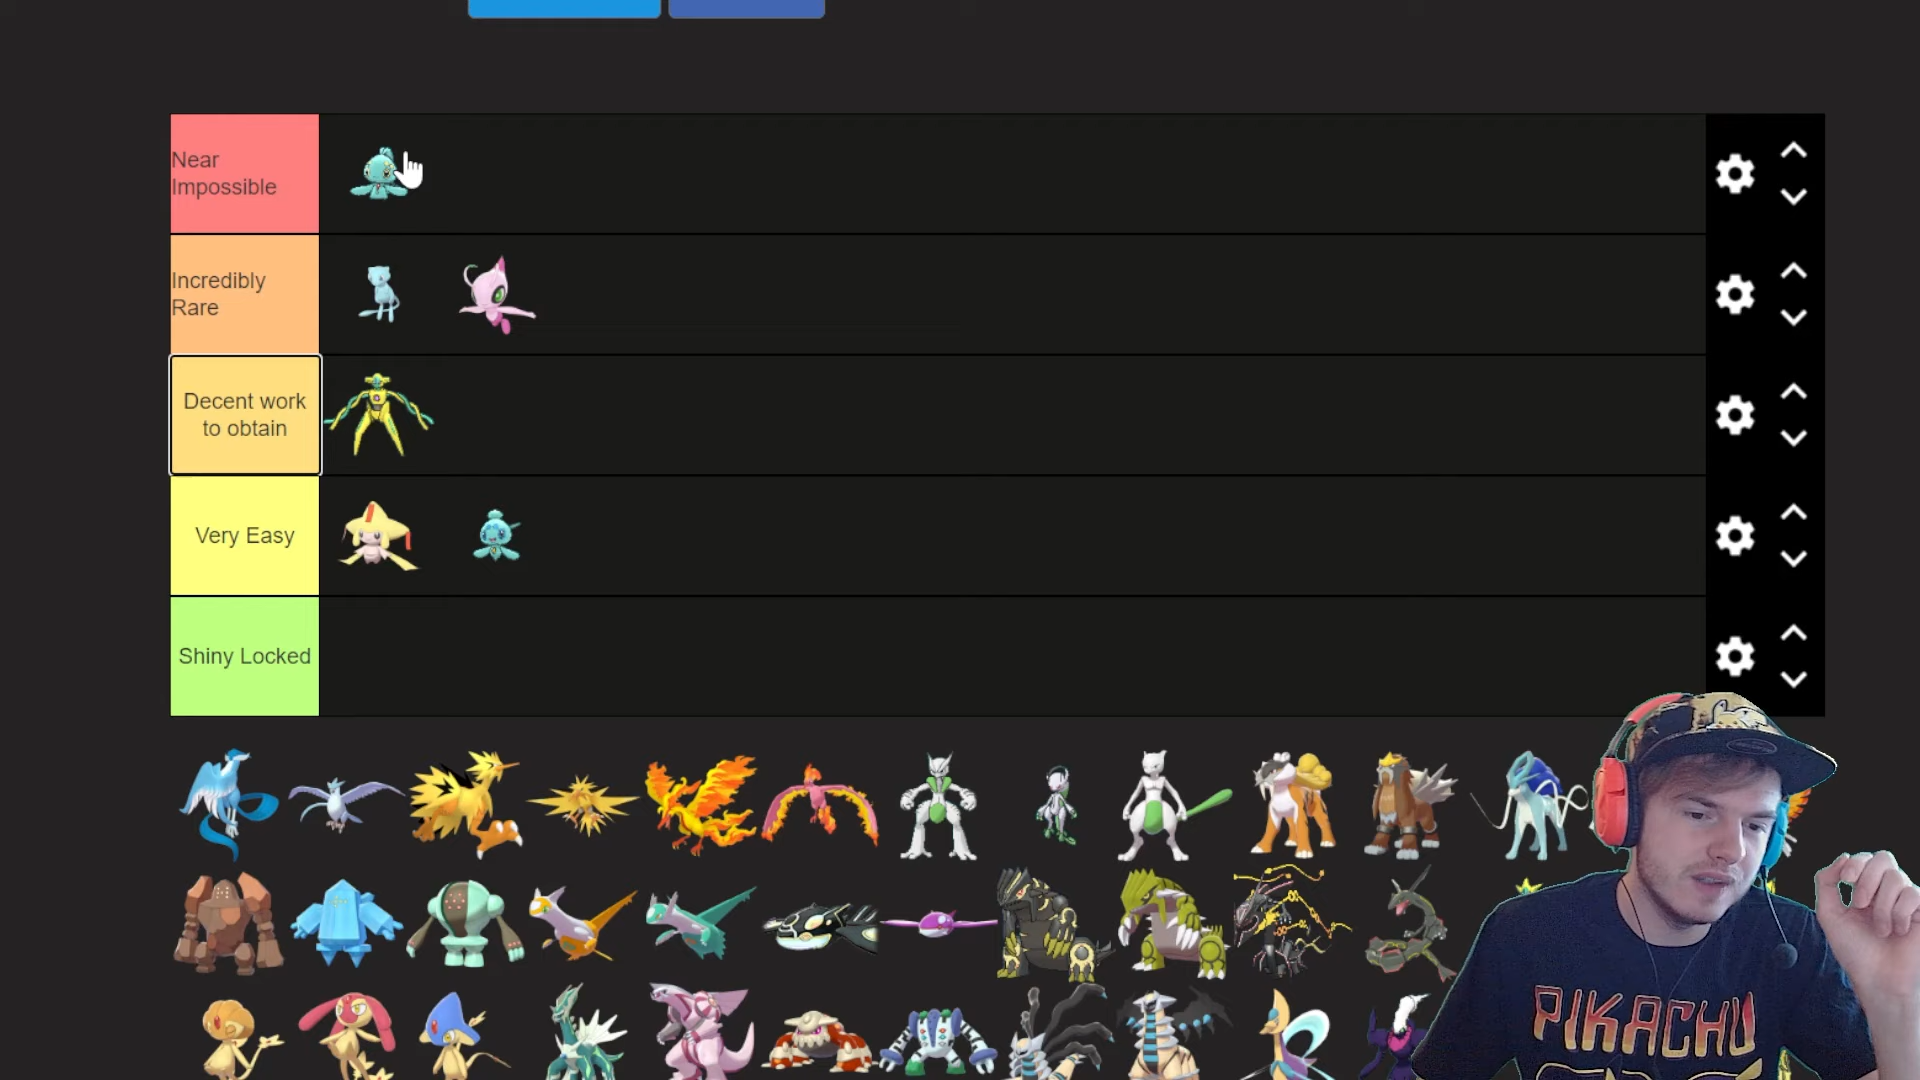 Near
Impossible
Incredibly
Rare
Decent work
to obtain
Very Easy
Shiny Locked
PIKACHU